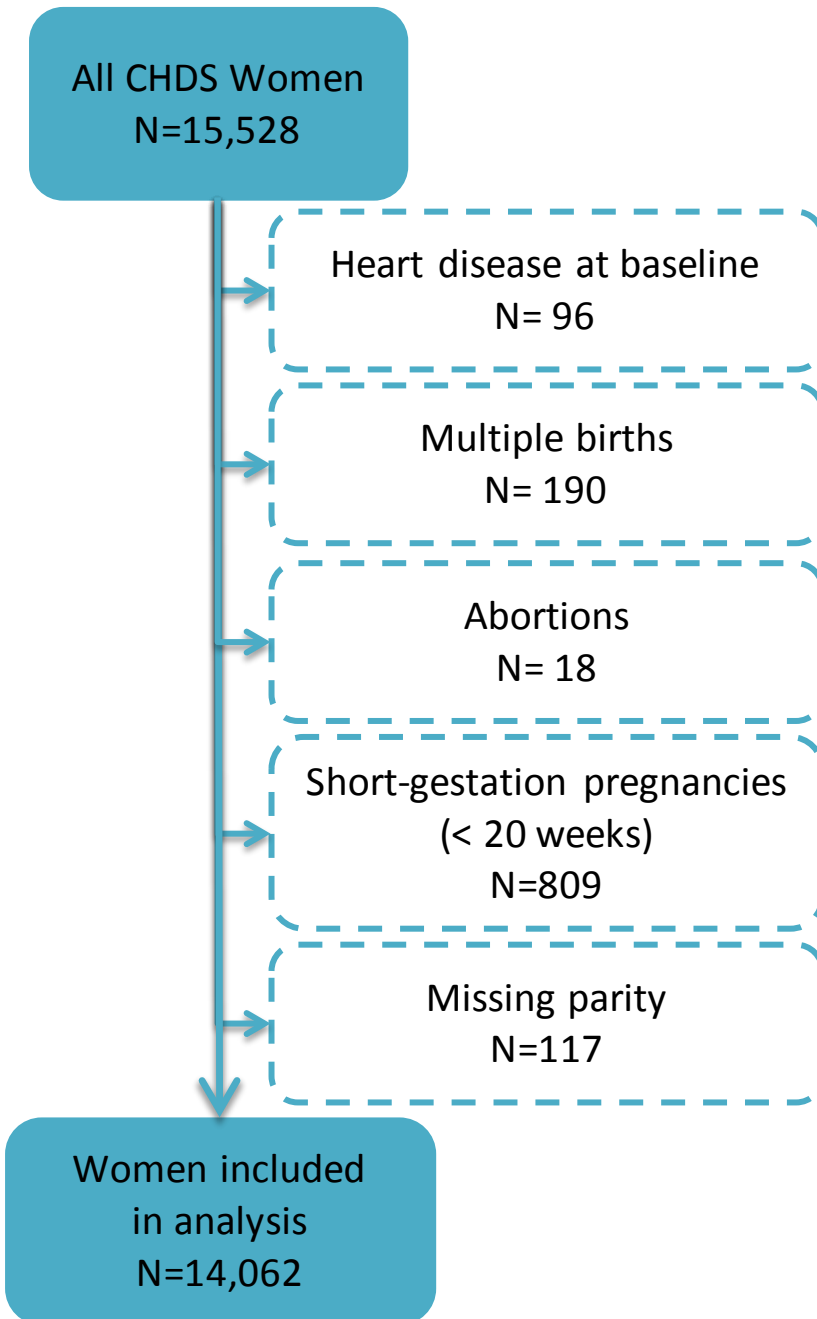 All CHDS Women
N=15,528
Heart disease at baseline
N= 96
Multiple births
N= 190
Abortions
N= 18
Short-gestation pregnancies
(< 20 weeks)
N=809
Missing parity
N=117
Women included
in analysis
N=14,062